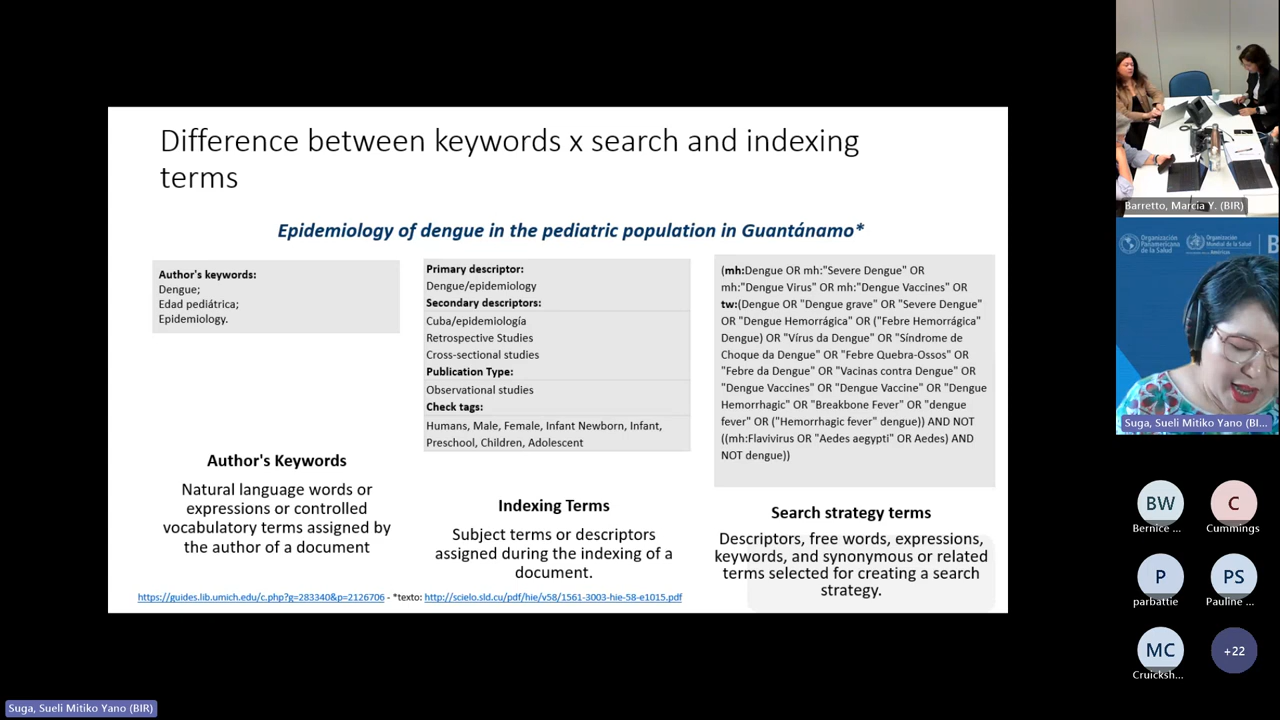 Difference between keywords x search and indexing
terms
Epidemiology of dengue in the pediatric population in Guantánamo*
Author's keywords:
Dengue;
Edad pediátrica;
Epidemiology.
Author's Keywords
Natural language words or
expressions or controlled
vocabulatory terms assigned by
the author of a document
Primary descriptor:
Dengue/epidemiology
Secondary descriptors:
Cuba/epidemiología
Retrospective Studies
Cross-sectional studies
Publication Type:
Observational studies
Check tags:
Humans, Male, Female, Infant Newborn, Infant,
Preschool, Children, Adolescent
Indexing Terms
Subject terms or descriptors
assigned during the indexing of a
document.
(mh:Dengue OR mh:"Severe Dengue" OR
mh:"Dengue Virus" OR mh:"Dengue Vaccines" OR
tw:(Dengue OR "Dengue grave" OR "Severe Dengue"
OR "Dengue Hemorrágica" OR ("Febre Hemorrágica"
Dengue) OR "Vírus da Dengue" OR "Síndrome de
Choque da Dengue" OR "Febre Quebra-Ossos" OR
"Febre da Dengue" OR "Vacinas contra Dengue" OR
"Dengue Vaccines" OR "Dengue Vaccine" OR "Dengue
Hemorrhagic" OR "Breakbone Fever" OR "dengue
fever" OR ("Hemorrhagic fever" dengue)) AND NOT
((mh:Flavivirus OR "Aedes aegypti" OR Aedes) AND
NOT dengue))
Search strategy terms
Descriptors, free words, expressions,
keywords, and synonymous or related
terms selected for creating a search
strategy.
https://guides.lib.umich.edu/c.php?g=283340&p=2126706 - *texto: http://scielo.sld.cu/pdf/hie/v58/1561-3003-hie-58-e1015.pdf
Barretto, Marcia Y. (BIR)
Organización
Panamericana
de la Salud
Organización
Mundial de la Salud
B
Suga, Sueli Mitiko Yano (BI...
BW
Bernice ...
C
Cummings
P
parbattie
PS
Pauline ...
MC
Cruicksh...
+22
Suga, Sueli Mitiko Yano (BIR)